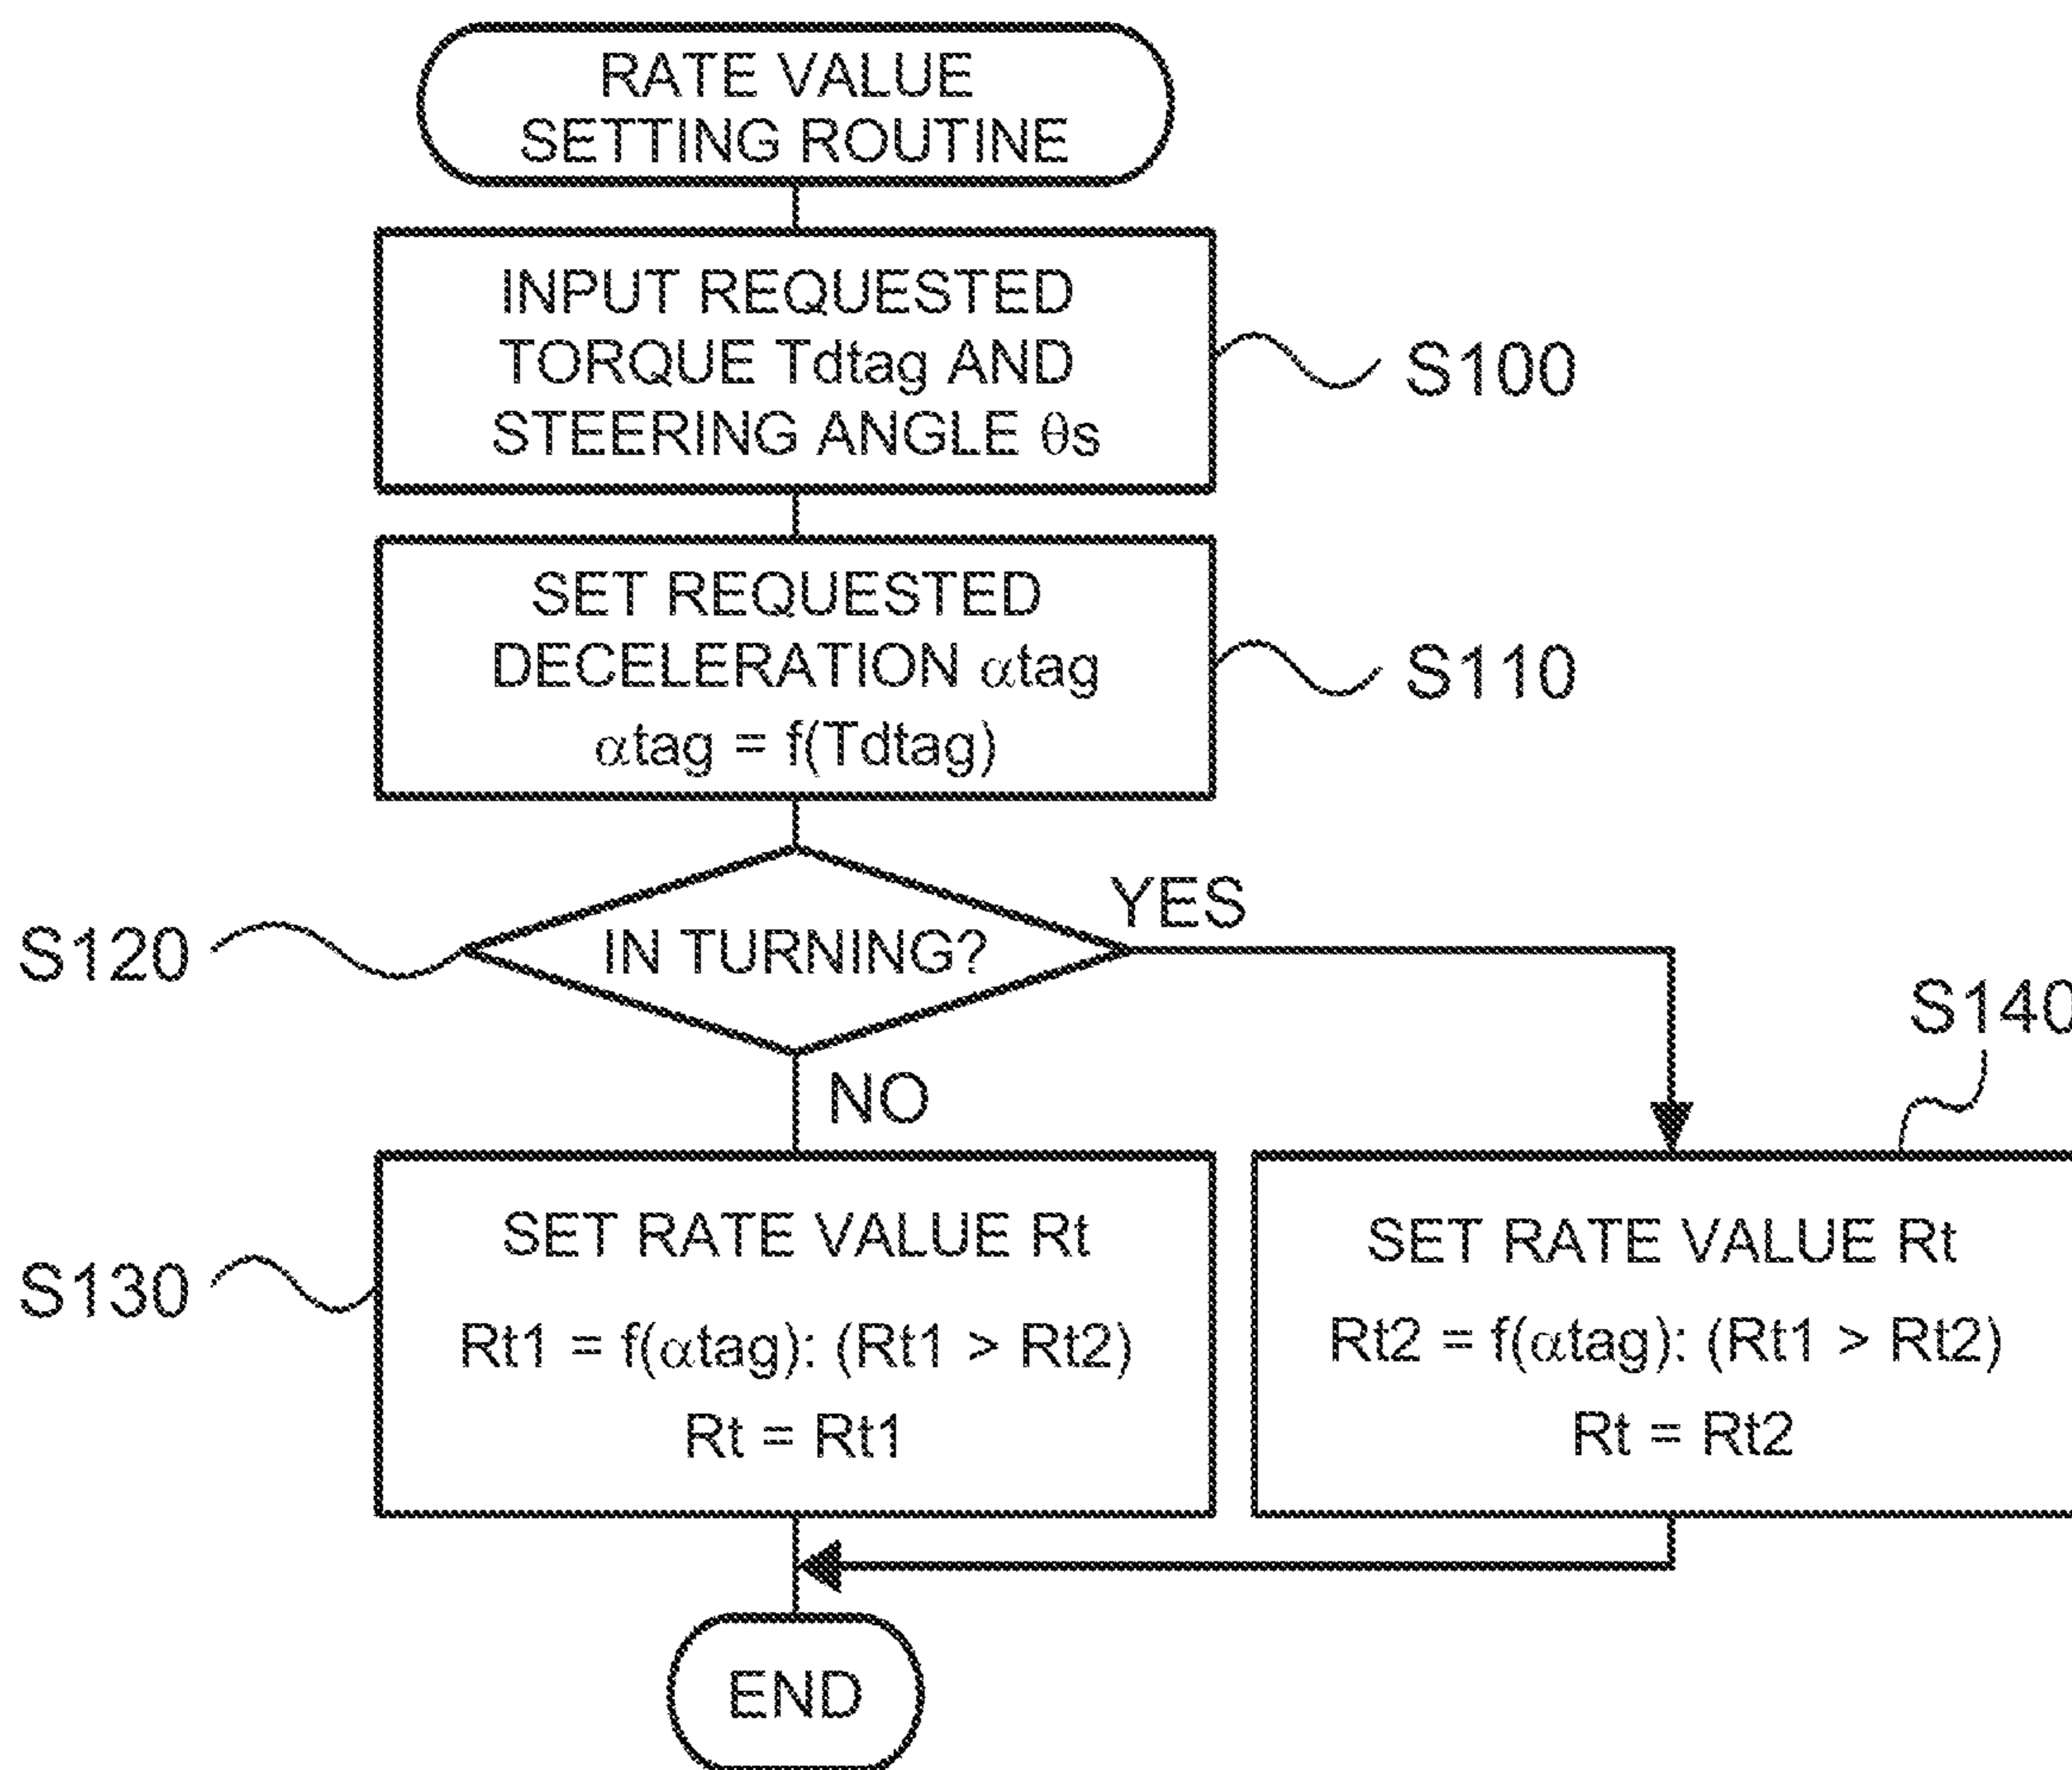 RATE VALUE
SETTING ROUTINE
INPUT REQUESTED
TORQUE Tdtag AND
STEERING ANGLE θs
S100
SET REQUESTED
DECELERATION αtag
αtag = f(Tdtag)
S110
YES
S120
IN TURNING?
S140
NO
SET RATE VALUE Rt
Rt1 = f(αtag): (Rt1 > Rt2)
Rt = Rt1
S130
SET RATE VALUE Rt
Rt2 = f(αtag): (Rt1 > Rt2)
Rt = Rt2
END